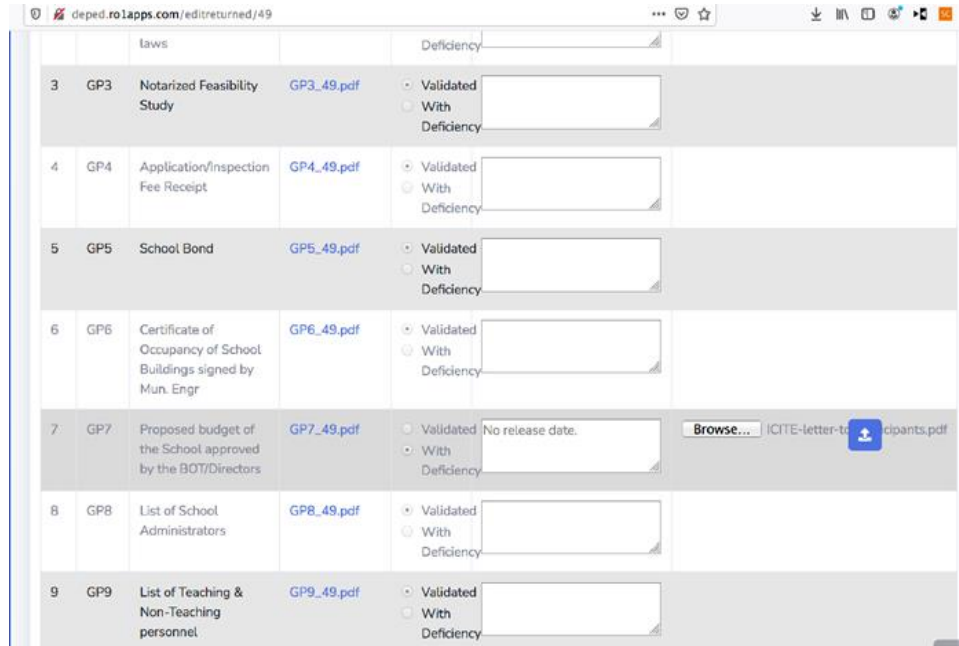 deped.ro1apps.com/editreturned/49
laws
Deficiency
3 GP3 Notarized Feasibility Study GP3_49.pdf Validated
With
Deficiency
4 GP4 Application/Inspection Fee Receipt GP4_49.pdf Validated
With
Deficiency
5 GP5 School Bond GP5_49.pdf Validated
With
Deficiency
6 GP6 Certificate of Occupancy of School Buildings signed by Mun. Engr GP6_49.pdf Validated
With
Deficiency
7 GP7 Proposed budget of the School approved by the BOT/Directors GP7_49.pdf Validated No release date. Browse... ICITE-letter-to cipants.pdf
With
Deficiency
8 GP8 List of School Administrators GP8_49.pdf Validated
With
Deficiency
9 GP9 List of Teaching & Non-Teaching personnel GP9_49.pdf Validated
With
Deficiency